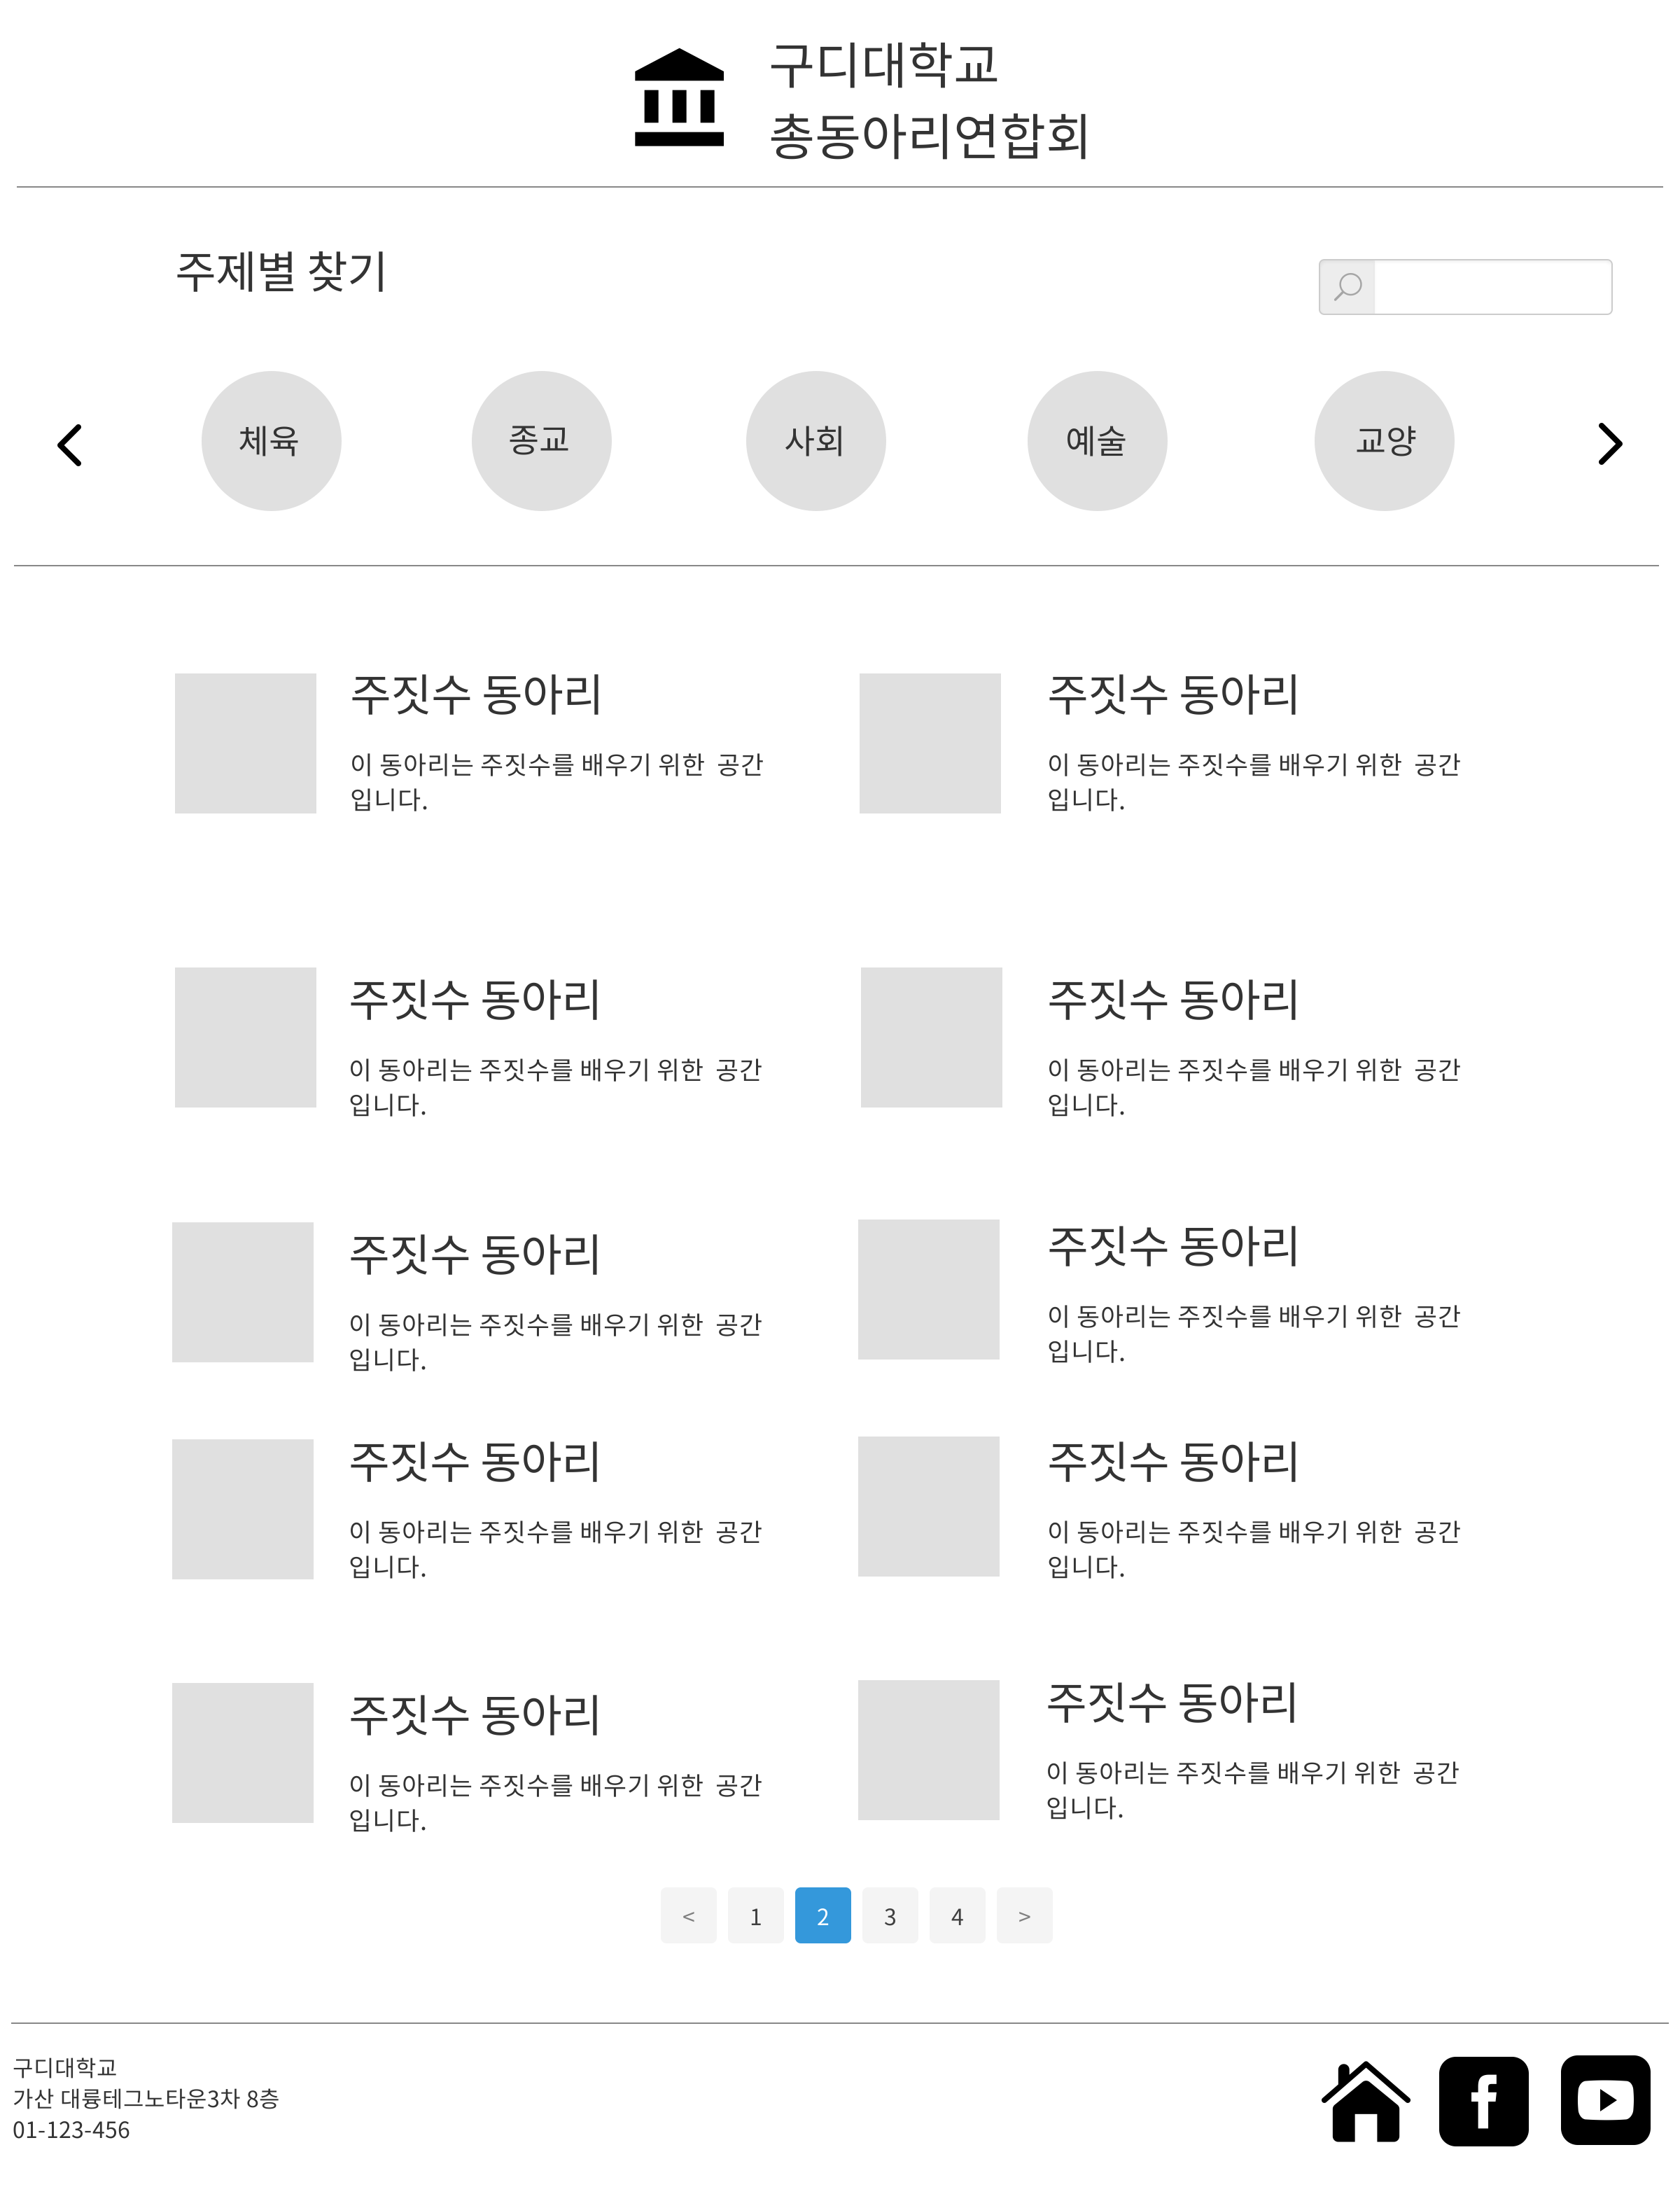 구디대학교
총동아리연합회
주제별 찾기
체육
종교
사회
예술
교양
주짓수 동아리
이 동아리는 주짓수를 배우기 위한  공간
입니다.
주짓수 동아리
이 동아리는 주짓수를 배우기 위한  공간
입니다.
주짓수 동아리
이 동아리는 주짓수를 배우기 위한  공간
입니다.
주짓수 동아리
이 동아리는 주짓수를 배우기 위한  공간
입니다.
주짓수 동아리
이 동아리는 주짓수를 배우기 위한  공간
입니다.
주짓수 동아리
이 동아리는 주짓수를 배우기 위한  공간
입니다.
주짓수 동아리
이 동아리는 주짓수를 배우기 위한  공간
입니다.
주짓수 동아리
이 동아리는 주짓수를 배우기 위한  공간
입니다.
주짓수 동아리
이 동아리는 주짓수를 배우기 위한  공간
입니다.
주짓수 동아리
이 동아리는 주짓수를 배우기 위한  공간
입니다.
< 1 2 3 4 >
구디대학교
가산 대륭테그노타운3차 8층
01-123-456